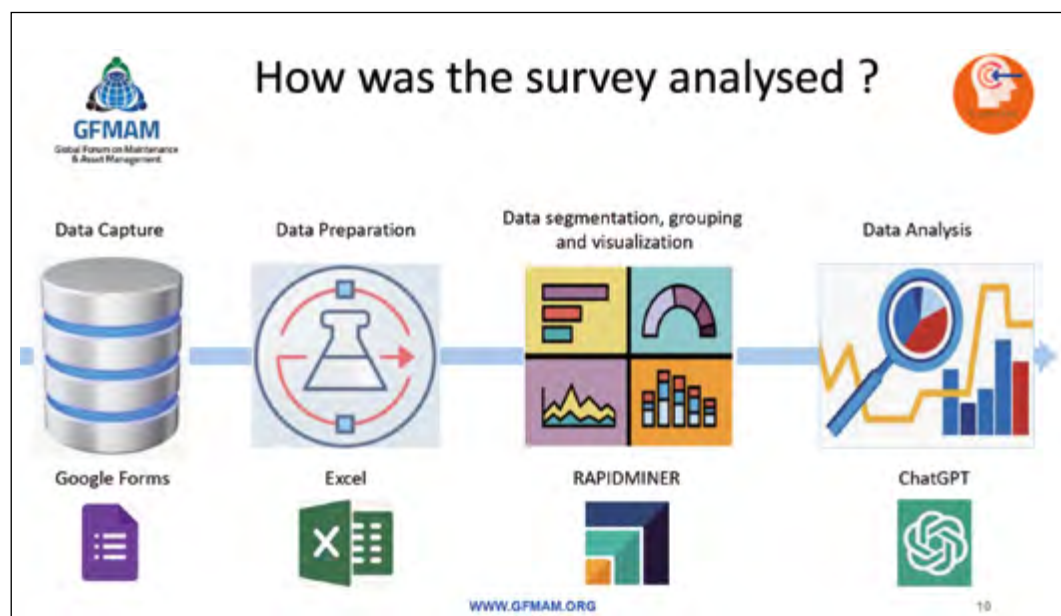 How was the survey analysed ?
GFMAM
Global Forum on Maintenance
& Asset Management
Data Capture
Data Preparation
Data segmentation, grouping
and visualization
Data Analysis
Google Forms
Excel
RAPIDMINER
ChatGPT
WWW.GFMAM.ORG
10